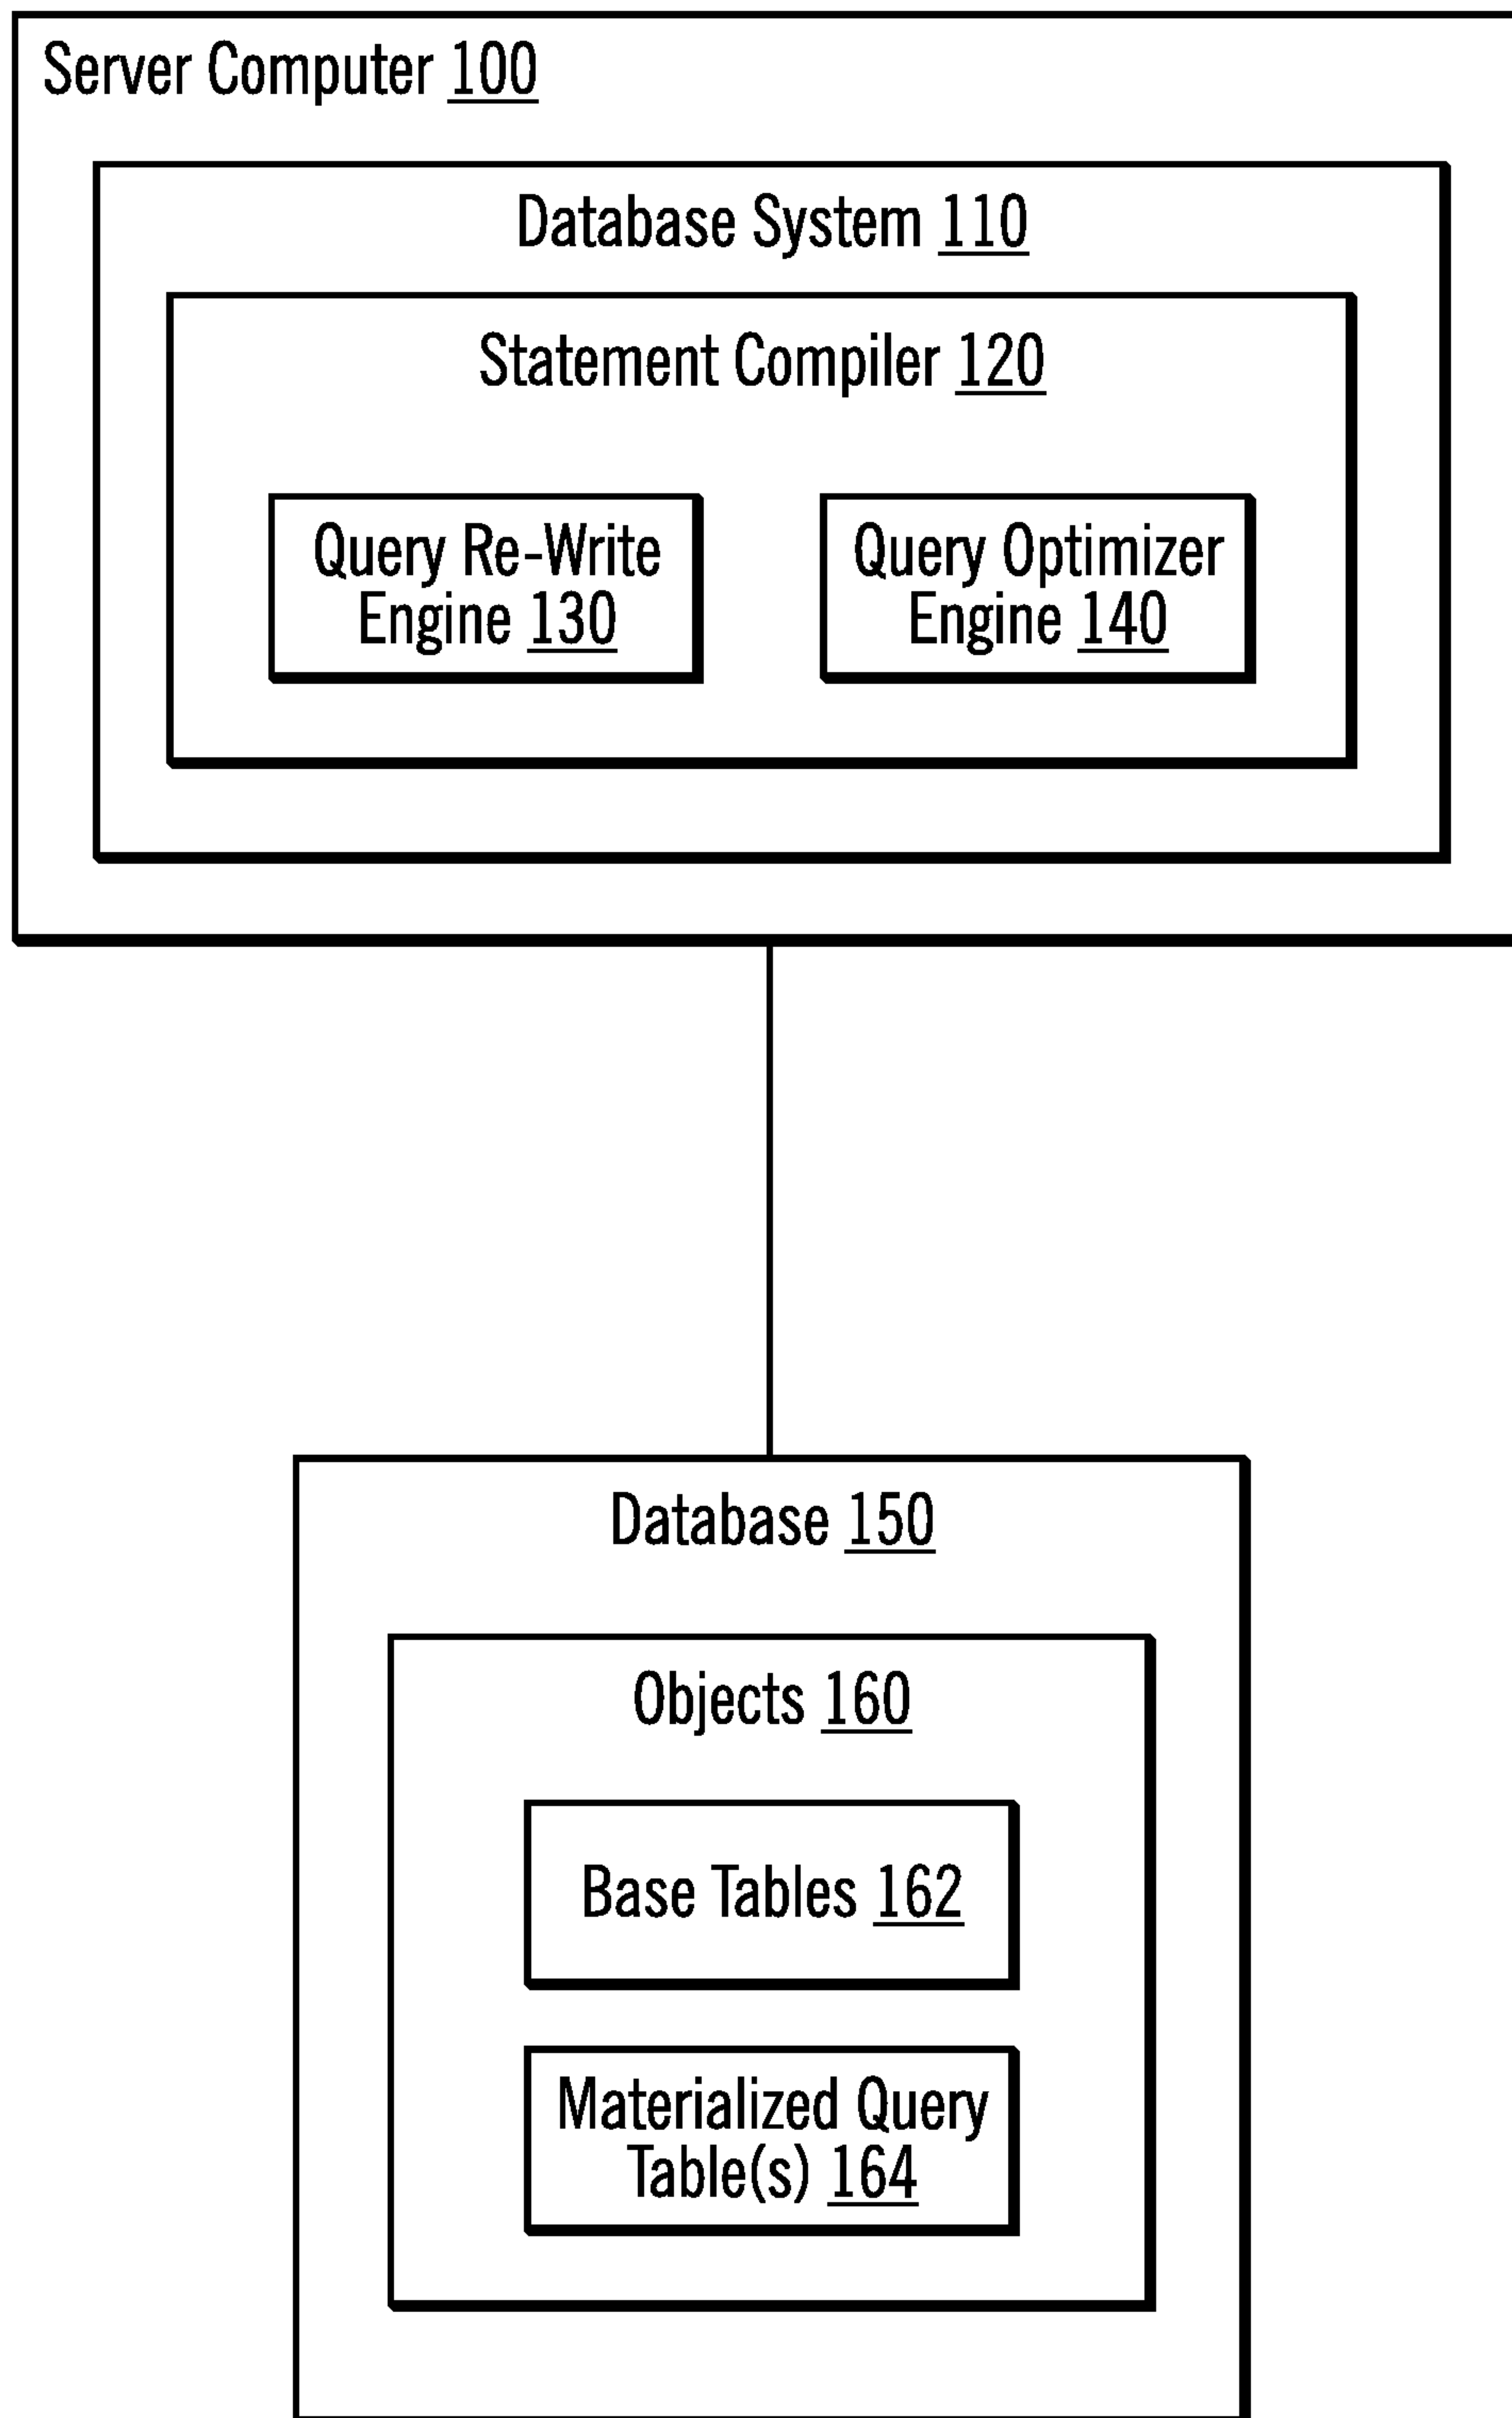 Server Computer 100
Database System 110
Statement Compiler 120
Query Re-Write
Engine 130
Query Optimizer
Engine 140
Database 150
Objects 160
Base Tables 162
Materialized Query
Table(s) 164